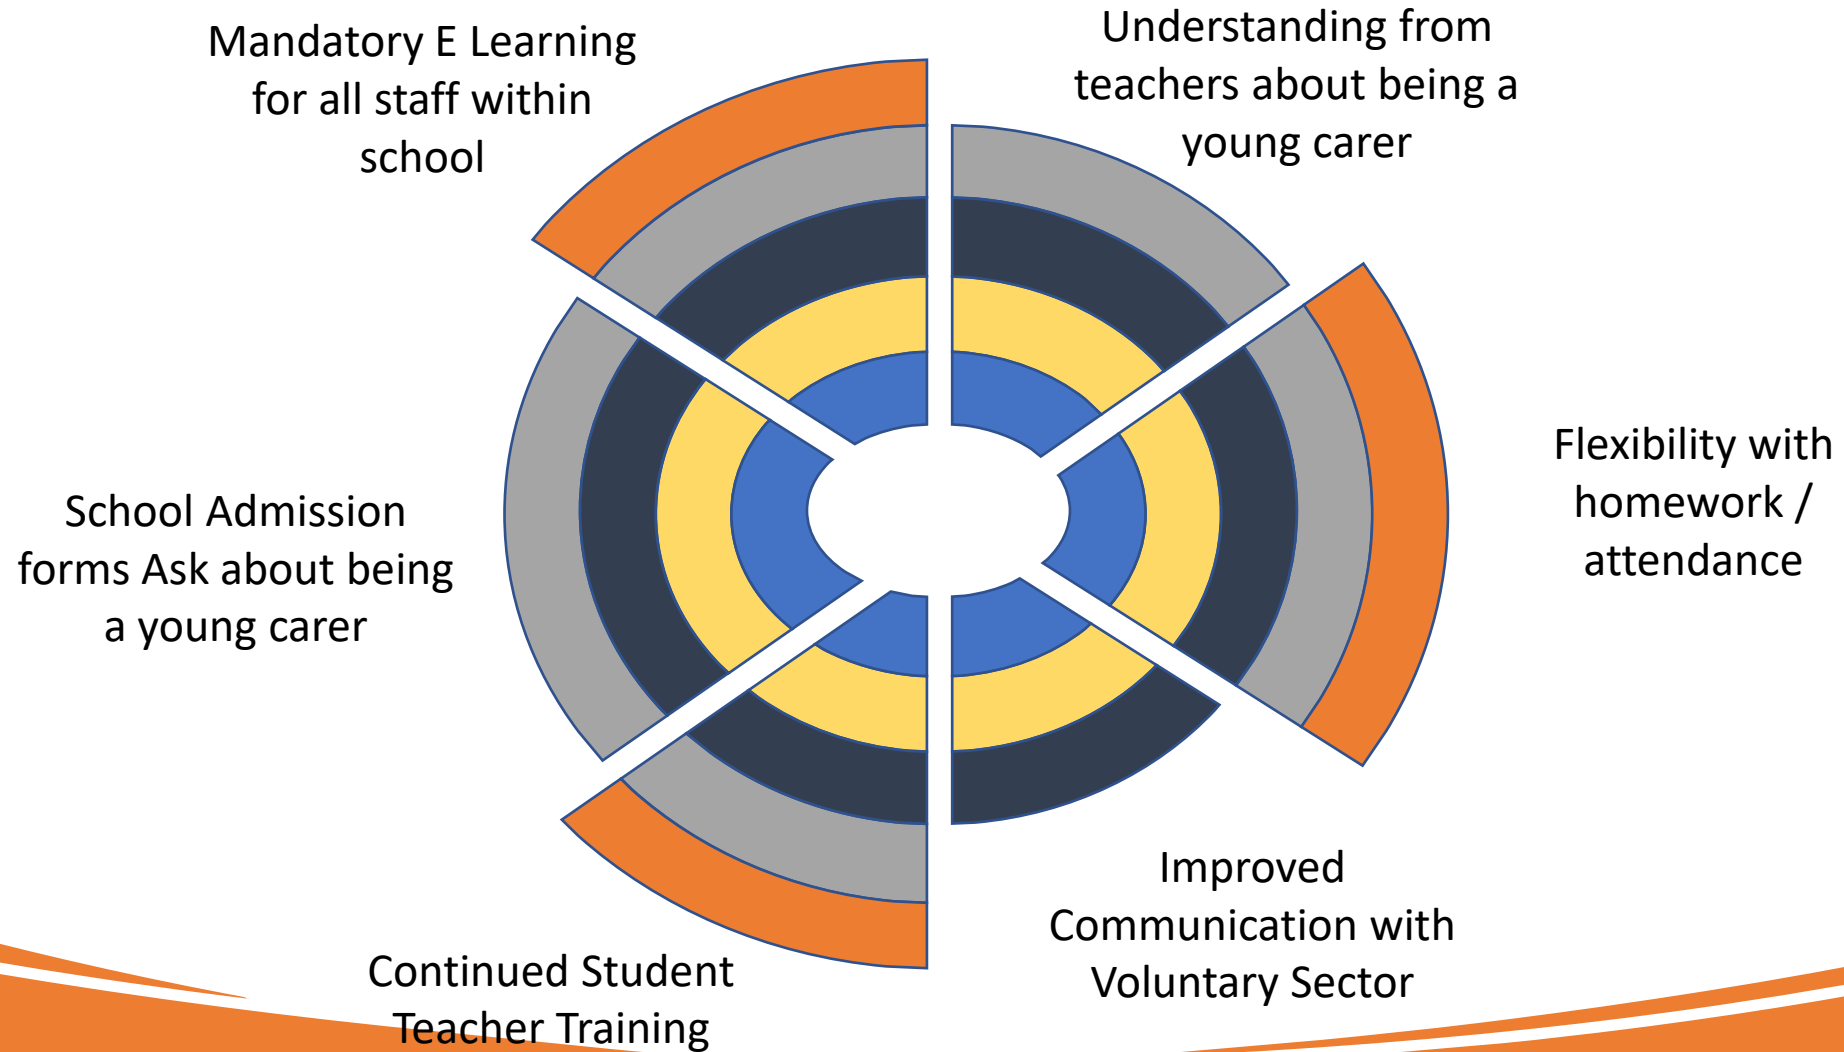 Mandatory E Learning
for all staff within
school
Understanding from
teachers about being a
young carer
Flexibility with
homework /
attendance
School Admission
forms Ask about being
a young carer
Improved
Communication with
Voluntary Sector
Continued Student
Teacher Training